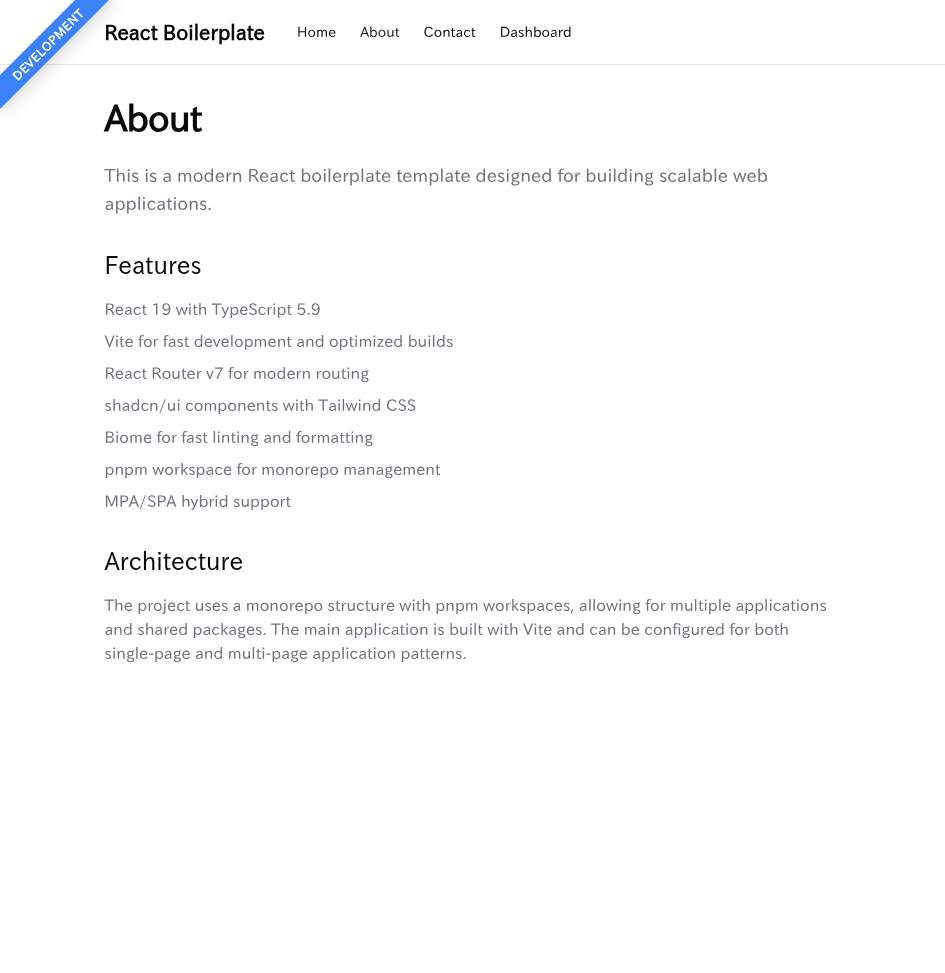 DEVELOPMENT
React Boilerplate Home About Contact Dashboard
About
This is a modern React boilerplate template designed for building scalable web
applications.
Features
React 19 with TypeScript 5.9
Vite for fast development and optimized builds
React Router v7 for modern routing
shadcn/ui components with Tailwind CSS
Biome for fast linting and formatting
pnpm workspace for monorepo management
MPA/SPA hybrid support
Architecture
The project uses a monorepo structure with pnpm workspaces, allowing for multiple applications
and shared packages. The main application is built with Vite and can be configured for both
single-page and multi-page application patterns.